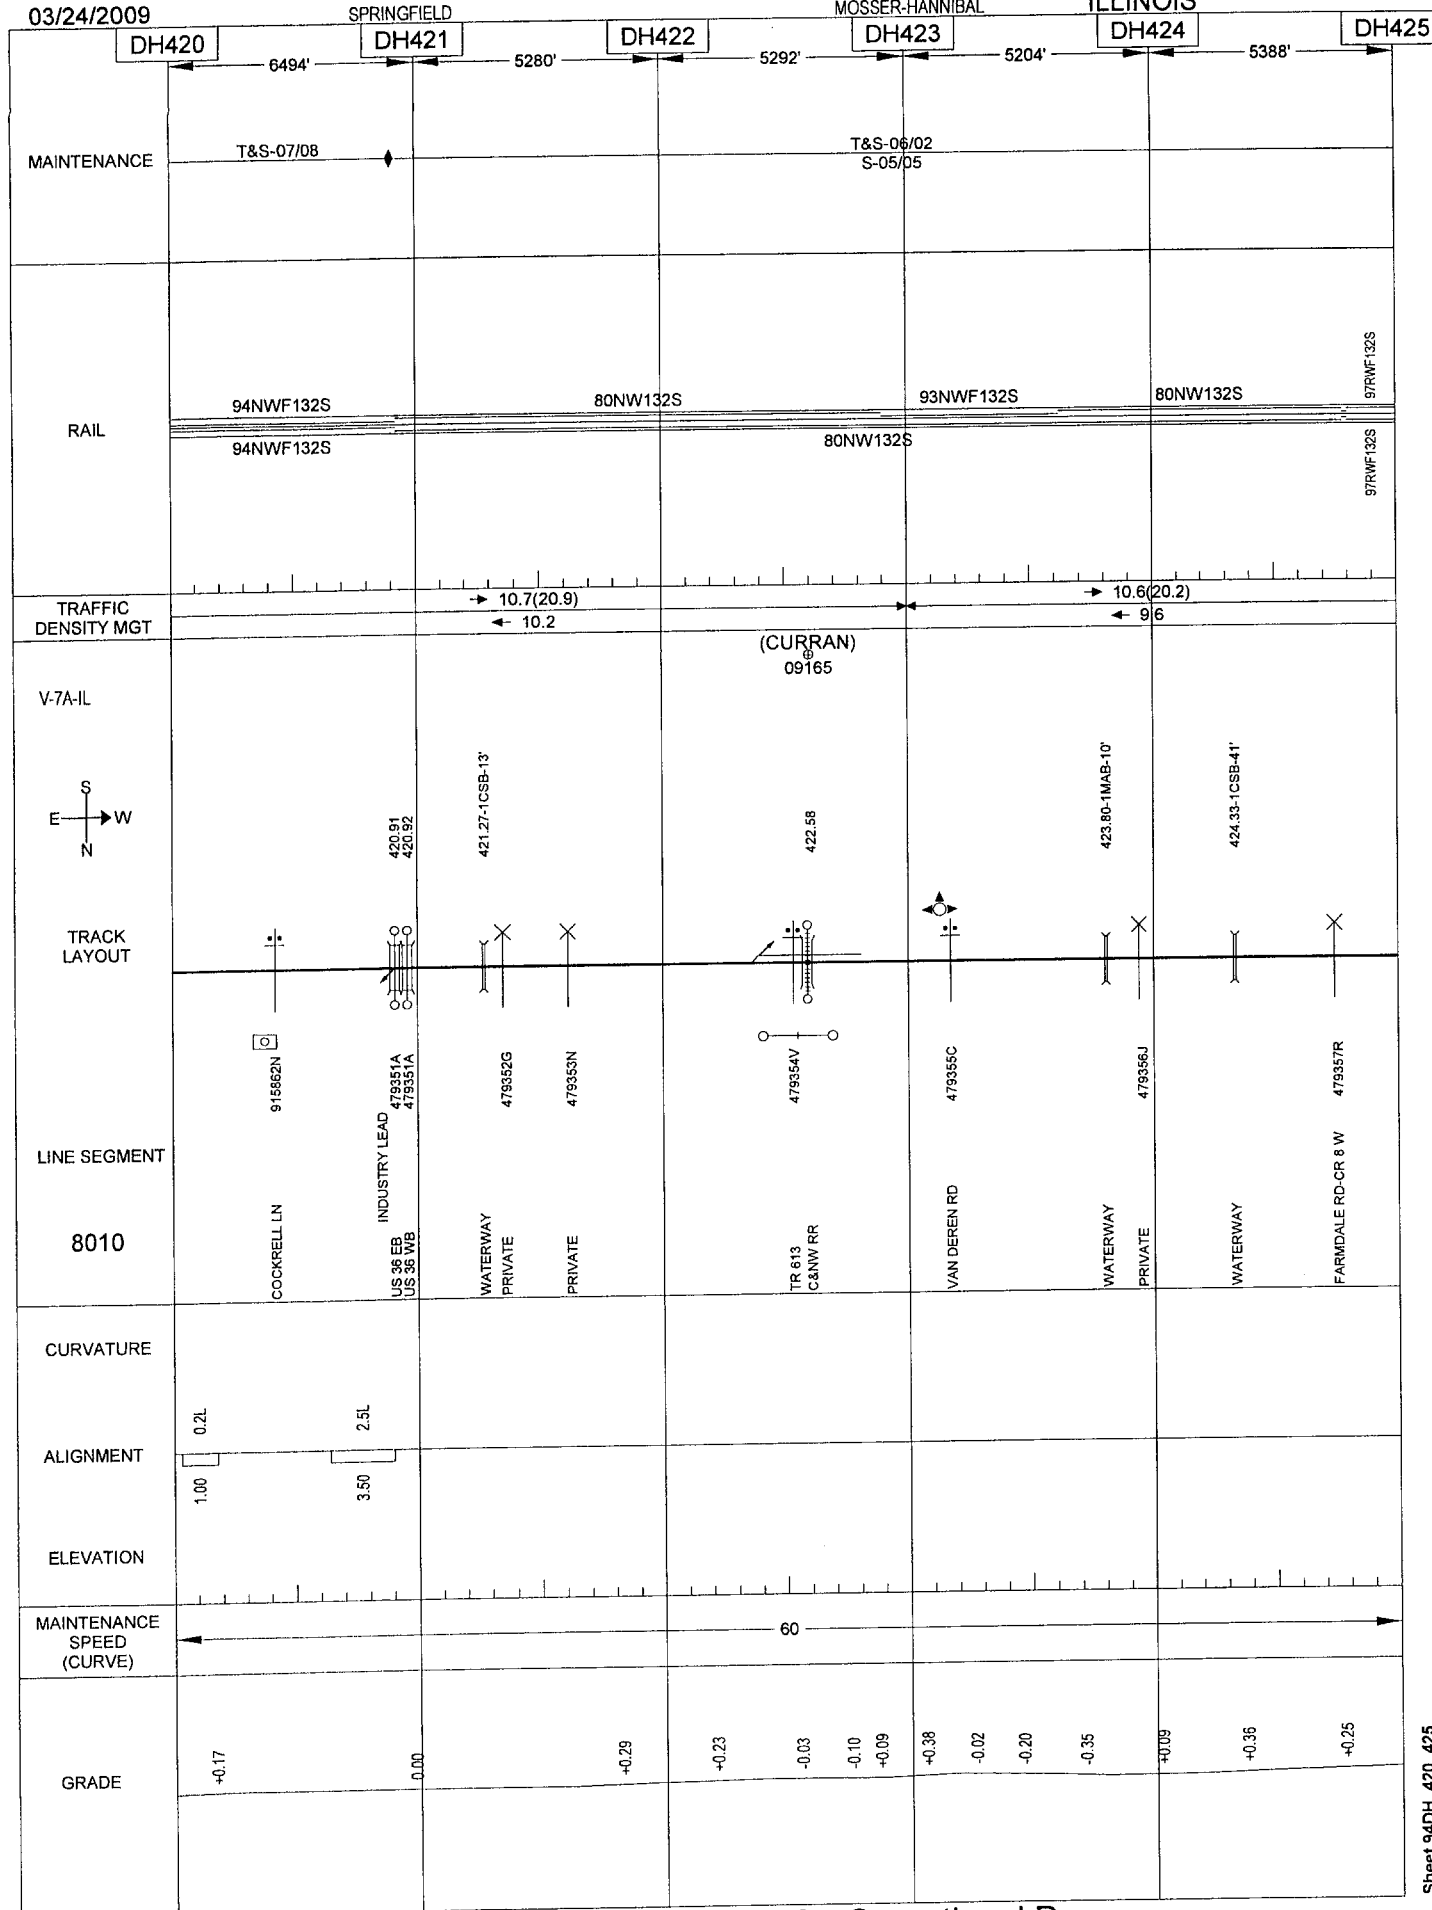 03/24/2009
SPRINGFIELD
MOSSER-HANNIBAL
ILLINOIS
DH420
DH421
DH422
DH423
DH424
DH425
6494'
5280'
5292'
5204'
5388'
MAINTENANCE
T&S-07/08
T&S-06/02
S-05/05
RAIL
94NWF132S
80NW132S
93NWF132S
80NW132S
97RWF132S
94NWF132S
80NW132S
97RWF132S
TRAFFIC
DENSITY MGT
10.7(20.9)
10.2
10.6(20.2)
9.6
(CURRAN)
09165
V-7A-IL
S
E
W
N
420.91
420.92
421.27-1CSB-13'
422.58
423.80-1MAB-10'
424.33-1CSB-41'
TRACK
LAYOUT
915862N
479351A
479351A
479352G
479353N
479354V
479355C
479356J
479357R
LINE SEGMENT
8010
COCKRELL LN
INDUSTRY LEAD
US 36 EB
US 36 WB
WATERWAY
PRIVATE
PRIVATE
TR 613
C&NW RR
VAN DEREN RD
WATERWAY
PRIVATE
WATERWAY
FARMDALE RD-CR 8 W
CURVATURE
0.2L
2.5L
ALIGNMENT
1.00
3.50
ELEVATION
MAINTENANCE
SPEED
(CURVE)
60
GRADE
+0.17
0.00
+0.29
+0.23
-0.03
-0.10
+0.09
+0.38
-0.02
-0.20
-0.35
+0.09
+0.36
+0.25
Sheet 94DH_420_425